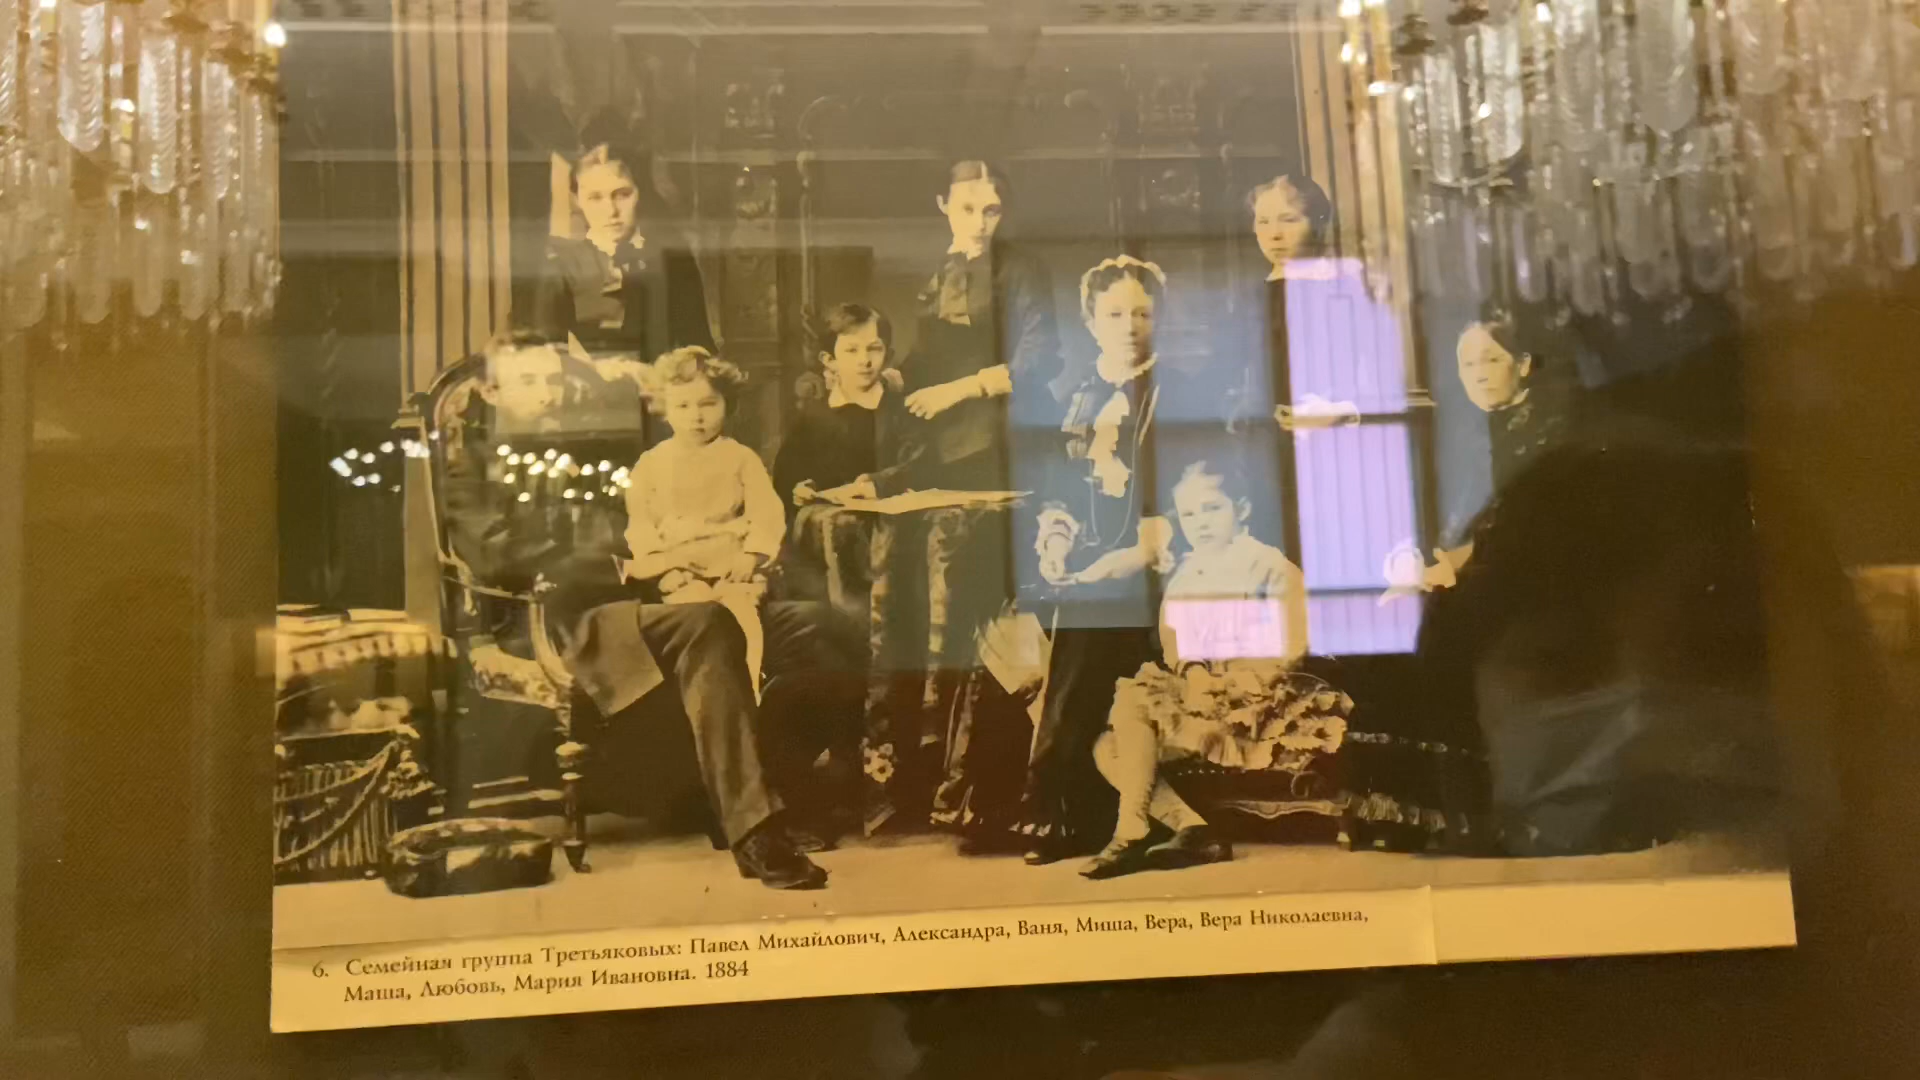 6. Семейная группа Третьяковых: Павел Михайлович, Александра, Ваня, Миша, Вера, Вера Николаевна,
Маша, Любовь, Мария Ивановна. 1884